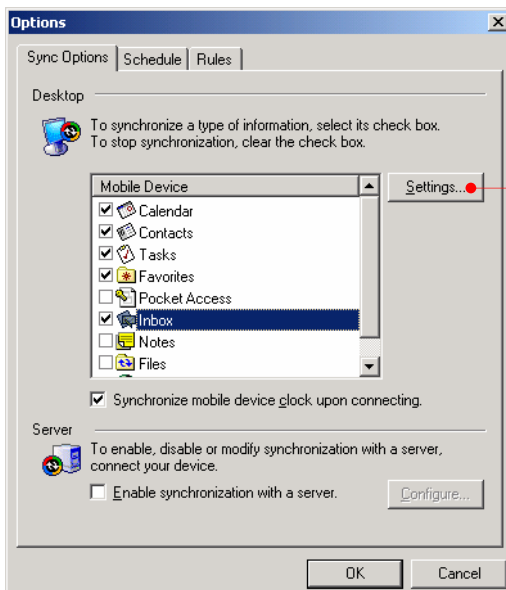 Options
Sync Options Schedule Rules
Desktop
To synchronize a type of information, select its check box.
To stop synchronization, clear the check box.
Mobile Device
Settings...
Calendar
Contacts
Tasks
Favorites
Pocket Access
Inbox
Notes
Files
Synchronize mobile device clock upon connecting.
Server
To enable, disable or modify synchronization with a server,
connect your device.
Enable synchronization with a server.
Configure...
OK Cancel